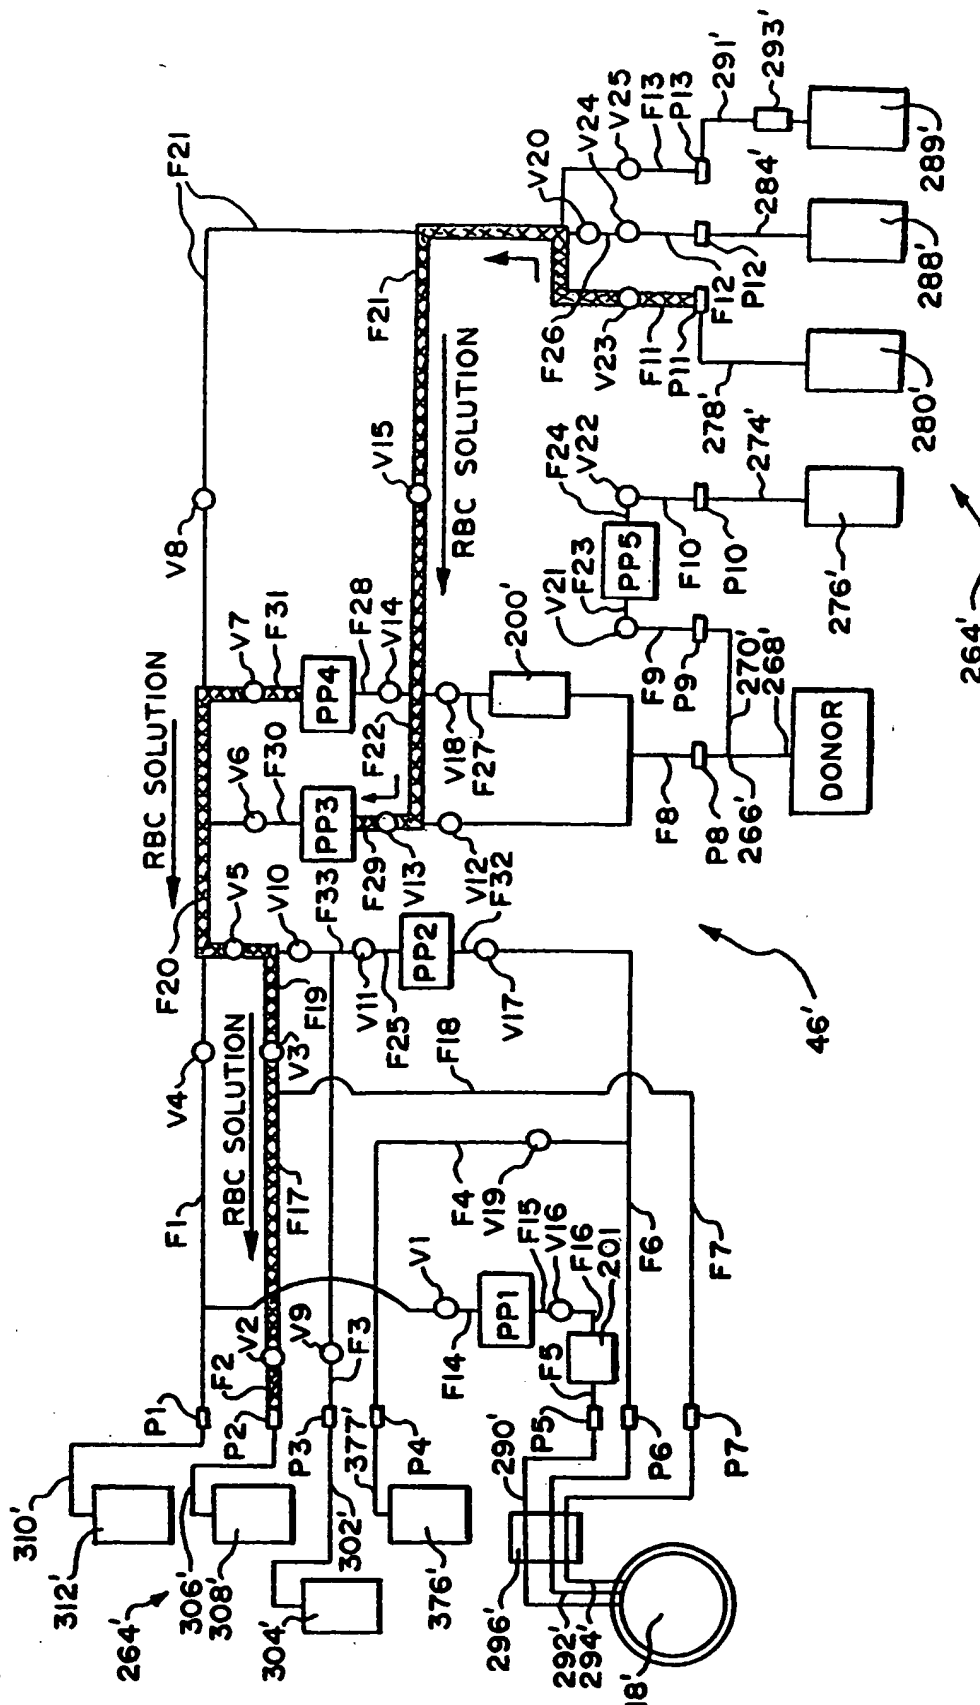 310'
312'
264'
306'
308'
304'
302'
377'
376'
P1
P2
P3
P4
F1
V4
F20
RBC SOLUTION
RBC SOLUTION
F2
V2
F17
V3
F19
V5
V9
F3
V10
F33
V11
F25
PP2
V17
F18
V1
F14
PP1
F15
V16
F16
201
F4
V19
F5
P5
P6
P7
F6
F7
290'
296'
292'
294'
18'
46'
V6
F30
PP3
F29
V13
V12
F32
V7
F31
PP4
F28
V14
F22
V18
F27
200'
V8
F21
F21
V15
RBC SOLUTION
F8
P8
266'
268'
270'
DONOR
V21
F23
PP5
F24
V22
F9
P9
F10
P10
274'
276'
F26
V23
F11
P11
278'
280'
V20
V24
F12
P12
284'
288'
V25
F13
P13
291'
293'
289'
264'